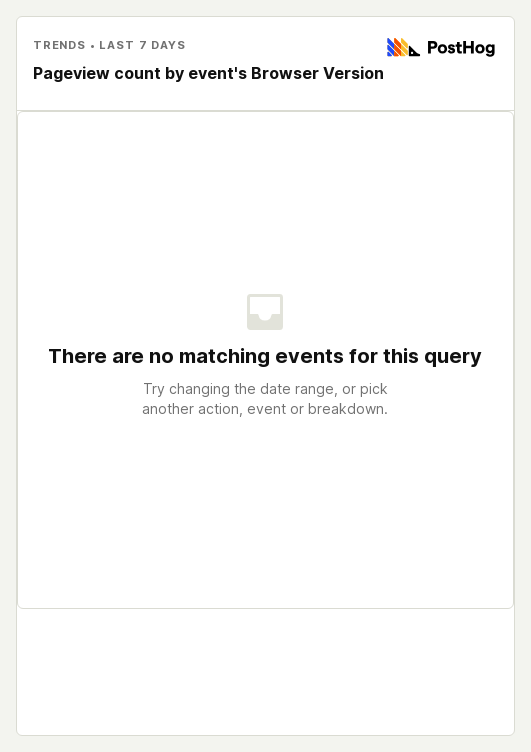 TRENDS • LAST 7 DAYS
PostHog
Pageview count by event's Browser Version
There are no matching events for this query
Try changing the date range, or pick
another action, event or breakdown.